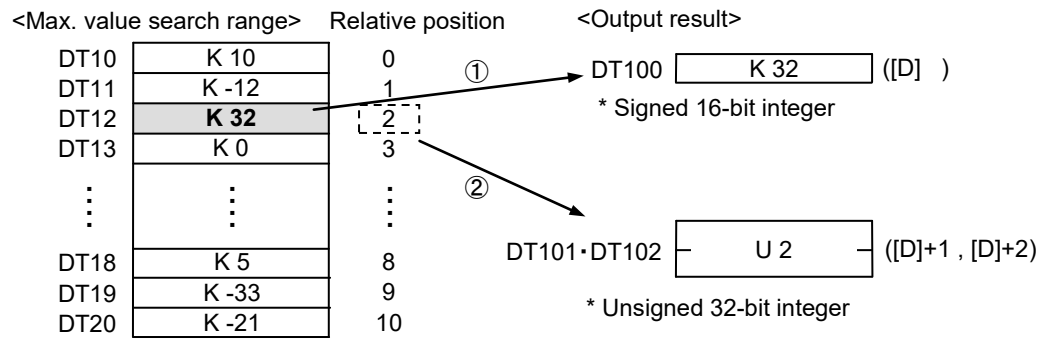 <Max. value search range> Relative position <Output result>
DT10 K 10 0
DT11 K -12 1
DT12 K 32 2
DT13 K 0 3
⋮ ⋮ ⋮
DT18 K 5 8
DT19 K -33 9
DT20 K -21 10
①
DT100 K 32 ([D] )
* Signed 16-bit integer
②
DT101・DT102 U 2 ([D]+1 , [D]+2)
* Unsigned 32-bit integer